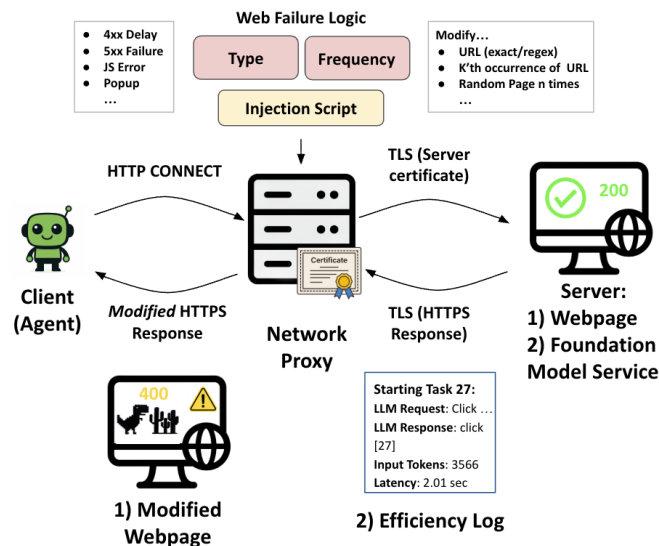 Web Failure Logic
● 4xx Delay
● 5xx Failure
● JS Error
● Popup
…
Type
Frequency
Injection Script
Modify…
● URL (exact/regex)
● K'th occurrence of URL
● Random Page n times
…
HTTP CONNECT
TLS (Server
certificate)
200
Certificate
Client
(Agent)
Modified HTTPS
Response
Network
Proxy
TLS (HTTPS
Response)
Server:
1) Webpage
2) Foundation
Model Service
400
1) Modified
Webpage
Starting Task 27:
LLM Request: Click …
LLM Response: click
[27]
Input Tokens: 3566
Latency: 2.01 sec
2) Efficiency Log